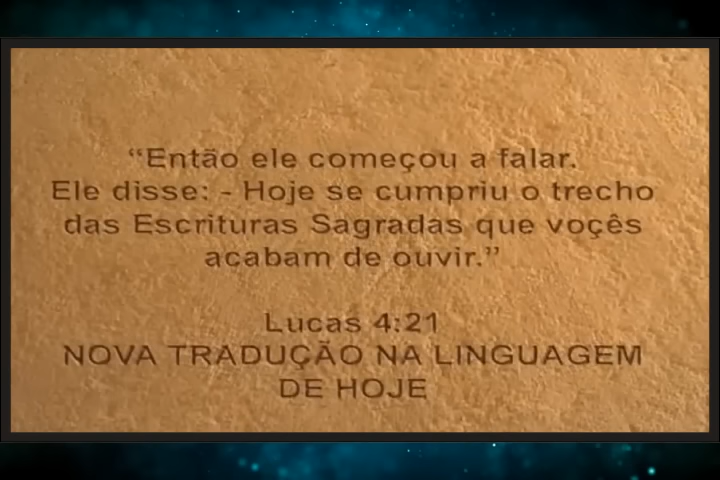 “Então ele começou a falar.
Ele disse: - Hoje se cumpriu o trecho
das Escrituras Sagradas que voçês
acabam de ouvir.”
Lucas 4:21
NOVA TRADUÇÃO NA LINGUAGEM
DE HOJE